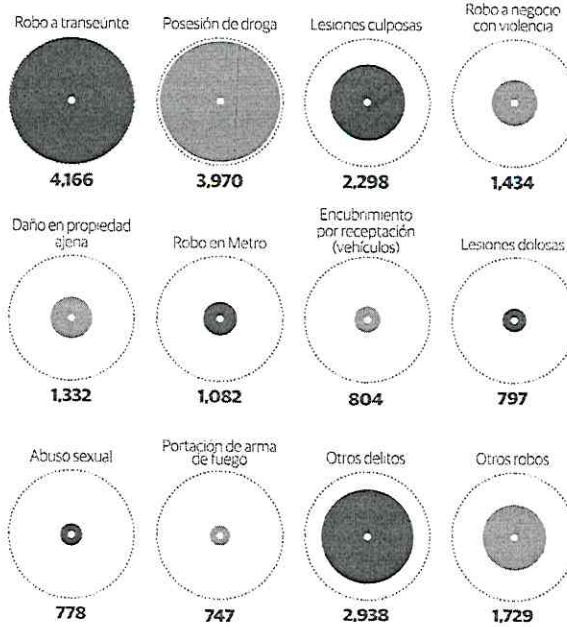 Robo a transeúnte
4,166
Posesión de droga
3,970
Lesiones culposas
2,298
Robo a negocio
con violencia
1,434
Daño en propiedad
ajena
1,332
Robo en Metro
1,082
Encubrimiento
por receptación
(vehículos)
804
Lesiones dolosas
797
Abuso sexual
778
Portación de arma
de fuego
747
Otros delitos
2,938
Otros robos
1,729